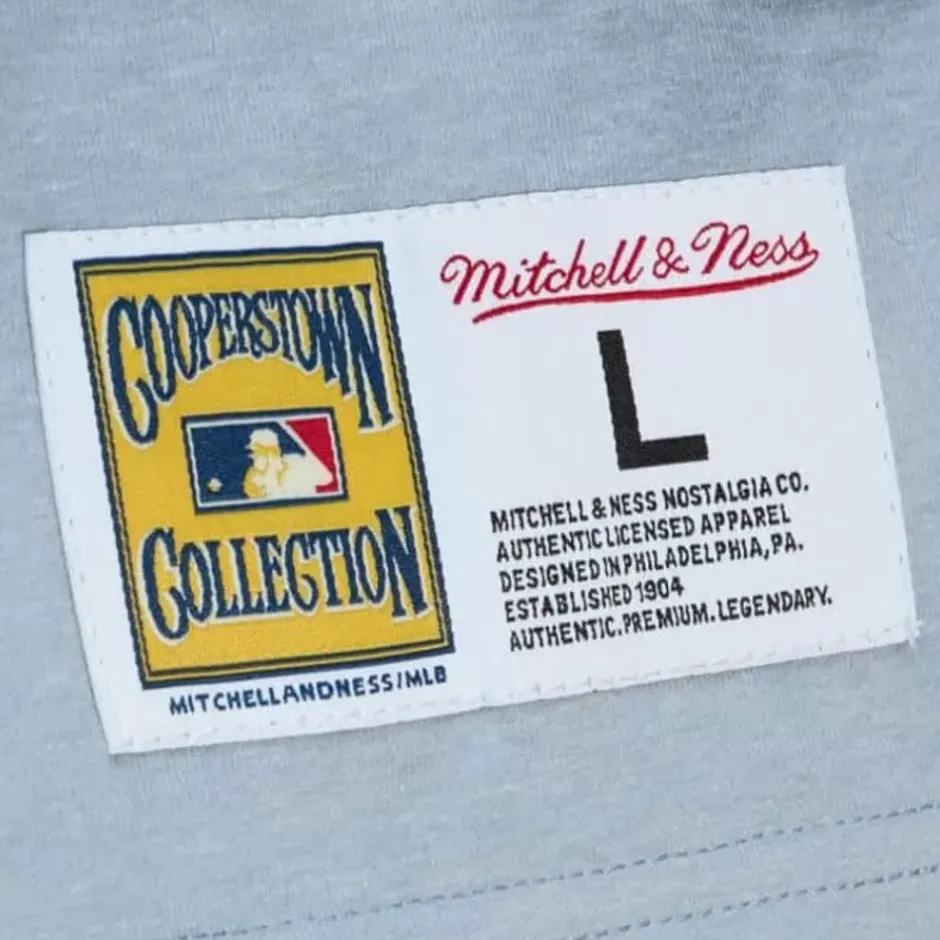 COOPERSTOWN
COLLECTION
MITCHELLANDNESS/MLB
Mitchell & Ness
L
MITCHELL & NESS NOSTALGIA CO.
AUTHENTIC LICENSED APPAREL
DESIGNED IN PHILADELPHIA, PA.
ESTABLISHED 1904
AUTHENTIC. PREMIUM. LEGENDARY.